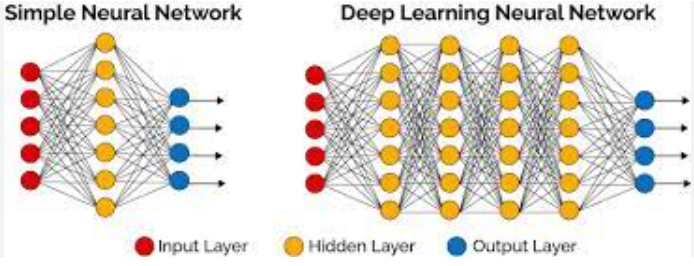 Simple Neural Network
Deep Learning Neural Network
Input Layer
Hidden Layer
Output Layer